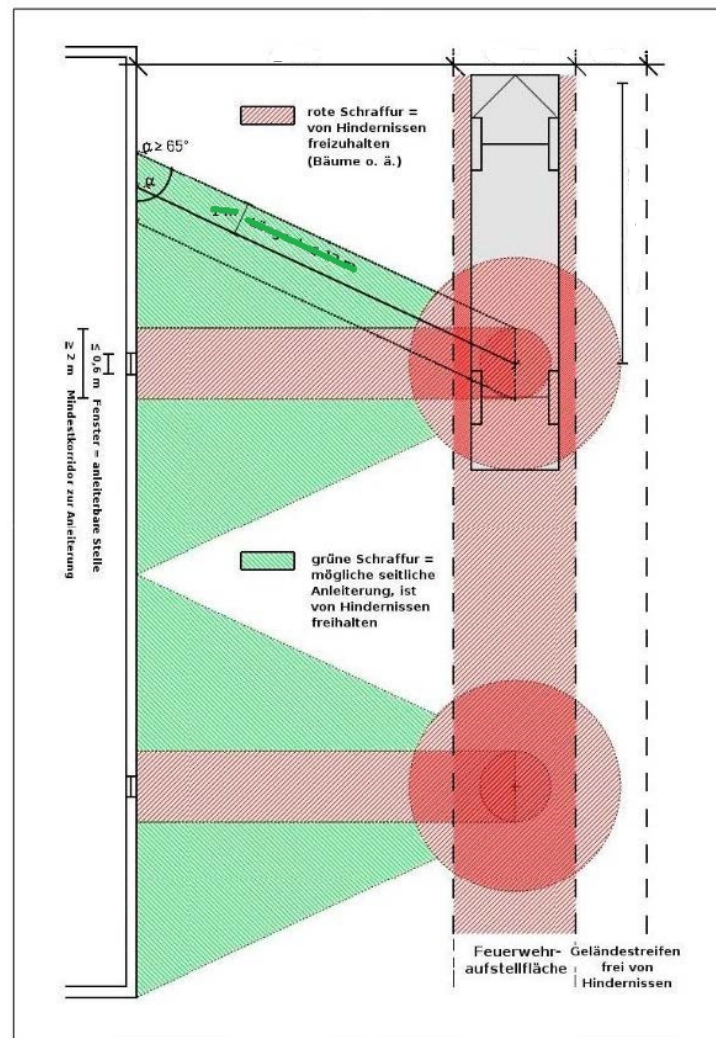 rote Schraffur =
von Hindernissen
freizuhalten
(Bäume o. ä.)
α ≥ 65°
α
≤ 0,6 m Fenster = anleiterbare Stelle
≥ 2 m Mindestkorridor zur Anleiterung
grüne Schraffur =
mögliche seitliche
Anleiterung, ist
von Hindernissen
freihalten
Feuerwehr-
aufstellfläche
Geländestreifen
frei von
Hindernissen